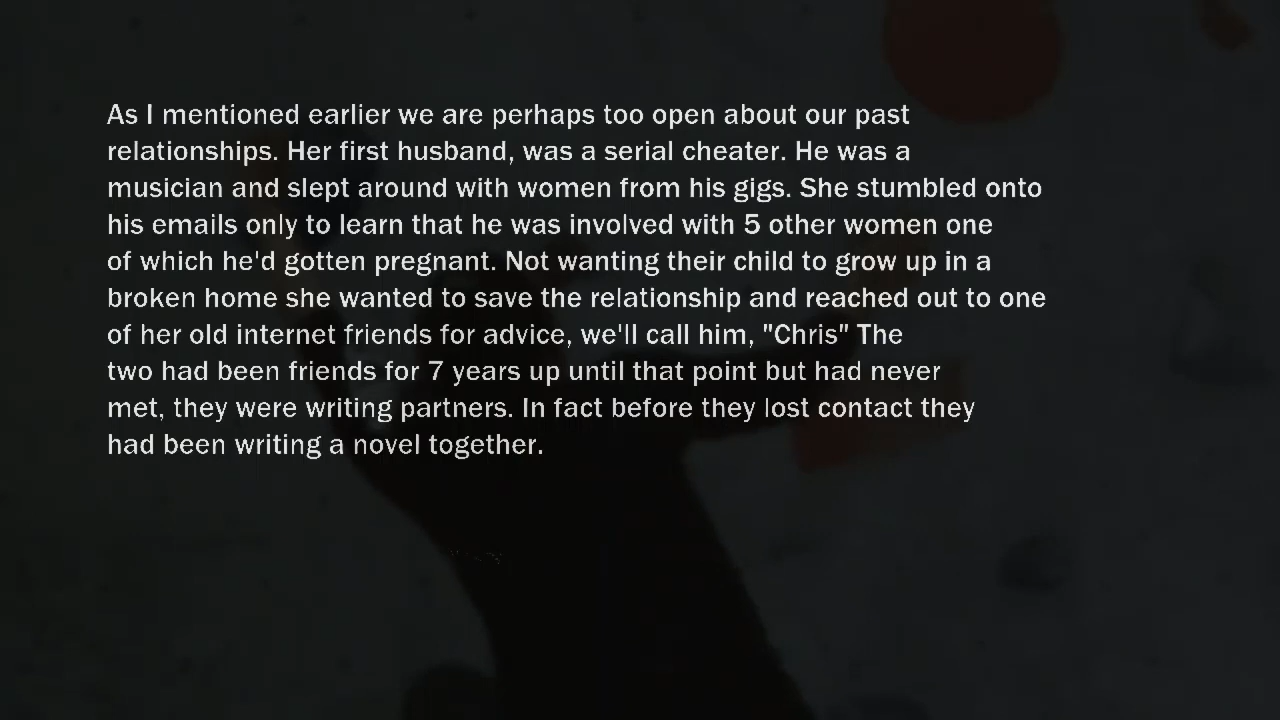 As I mentioned earlier we are perhaps too open about our past
relationships. Her first husband, was a serial cheater. He was a
musician and slept around with women from his gigs. She stumbled onto
his emails only to learn that he was involved with 5 other women one
of which he'd gotten pregnant. Not wanting their child to grow up in a
broken home she wanted to save the relationship and reached out to one
of her old internet friends for advice, we'll call him, "Chris" The
two had been friends for 7 years up until that point but had never
met, they were writing partners. In fact before they lost contact they
had been writing a novel together.